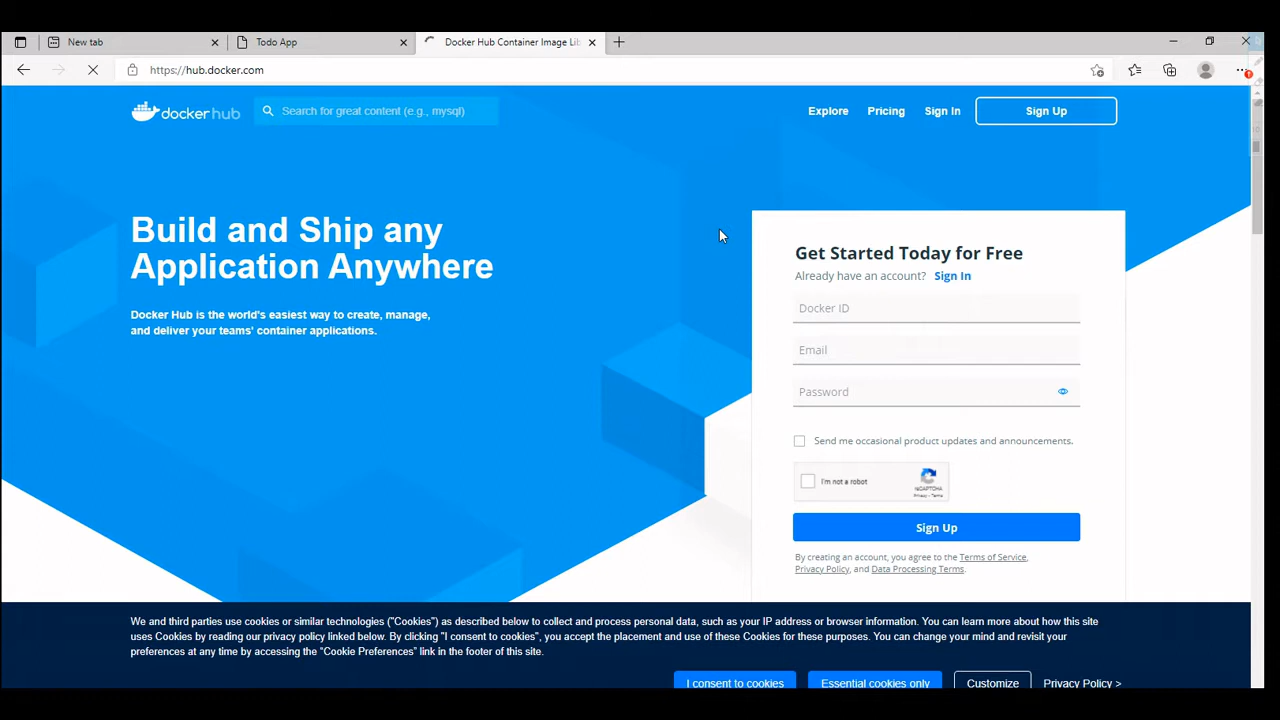 New tab
Todo App
Docker Hub Container Image Lib
https://hub.docker.com
docker hub
Search for great content (e.g., mysql)
Explore
Pricing
Sign In
Sign Up
Build and Ship any
Application Anywhere
Docker Hub is the world's easiest way to create, manage,
and deliver your teams' container applications.
Get Started Today for Free
Already have an account? Sign In
Docker ID
Email
Password
Send me occasional product updates and announcements.
I'm not a robot
reCAPTCHA
Privacy - Terms
Sign Up
By creating an account, you agree to the Terms of Service,
Privacy Policy, and Data Processing Terms.
We and third parties use cookies or similar technologies ("Cookies") as described below to collect and process personal data, such as your IP address or browser information. You can learn more about how this site
uses Cookies by reading our privacy policy linked below. By clicking "I consent to cookies", you accept the placement and use of these Cookies for these purposes. You can change your mind and revisit your
preferences at any time by accessing the "Cookie Preferences" link in the footer of this site.
I consent to cookies
Essential cookies only
Customize
Privacy Policy >